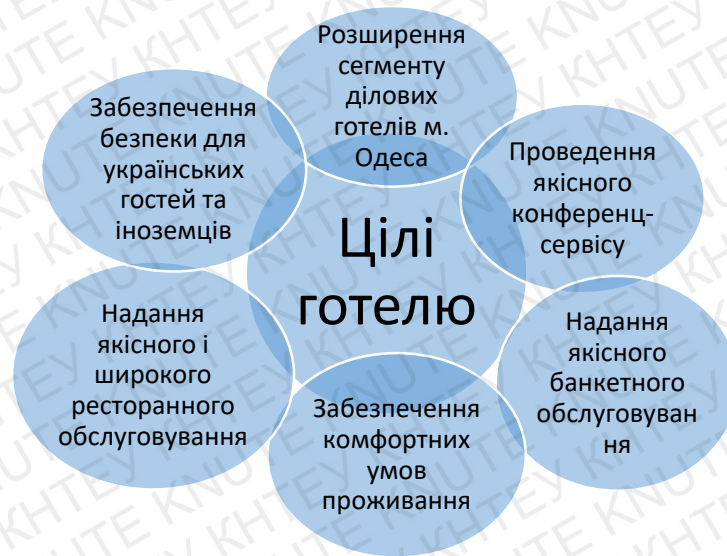 Розширення
сегменту
ділових
готелів м.
Одеса
Проведення
якісного
конференц-
сервісу
Надання
якісного
банкетного
обслуговуван
ня
Забезпечення
комфортних
умов
проживання
Надання
якісного і
широкого
ресторанного
обслуговування
Забезпечення
безпеки для
українських
гостей та
іноземців
Цілі
готелю